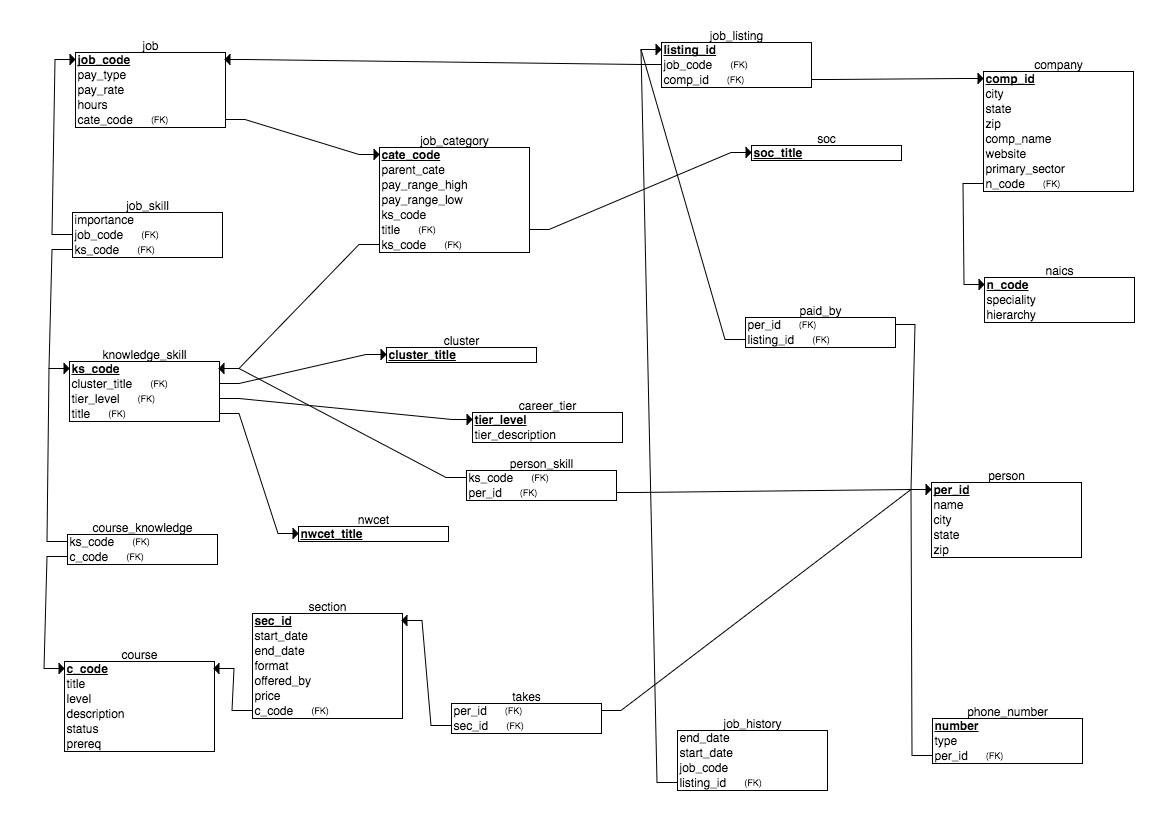 job
job_code
pay_type
pay_rate
hours
cate_code (FK)
job_listing
listing_id
job_code (FK)
comp_id (FK)
company
comp_id
city
state
zip
comp_name
website
primary_sector
n_code (FK)
job_category
cate_code
parent_cate
pay_range_high
pay_range_low
ks_code
title (FK)
ks_code (FK)
soc
soc_title
job_skill
importance
job_code (FK)
ks_code (FK)
naics
n_code
speciality
hierarchy
paid_by
per_id (FK)
listing_id (FK)
knowledge_skill
ks_code
cluster_title (FK)
tier_level (FK)
title (FK)
cluster
cluster_title
career_tier
tier_level
tier_description
person_skill
ks_code (FK)
per_id (FK)
person
per_id
name
city
state
zip
nwcet
nwcet_title
course_knowledge
ks_code (FK)
c_code (FK)
section
sec_id
start_date
end_date
format
offered_by
price
c_code (FK)
course
c_code
title
level
description
status
prereq
takes
per_id (FK)
sec_id (FK)
job_history
end_date
start_date
job_code
listing_id (FK)
phone_number
number
type
per_id (FK)